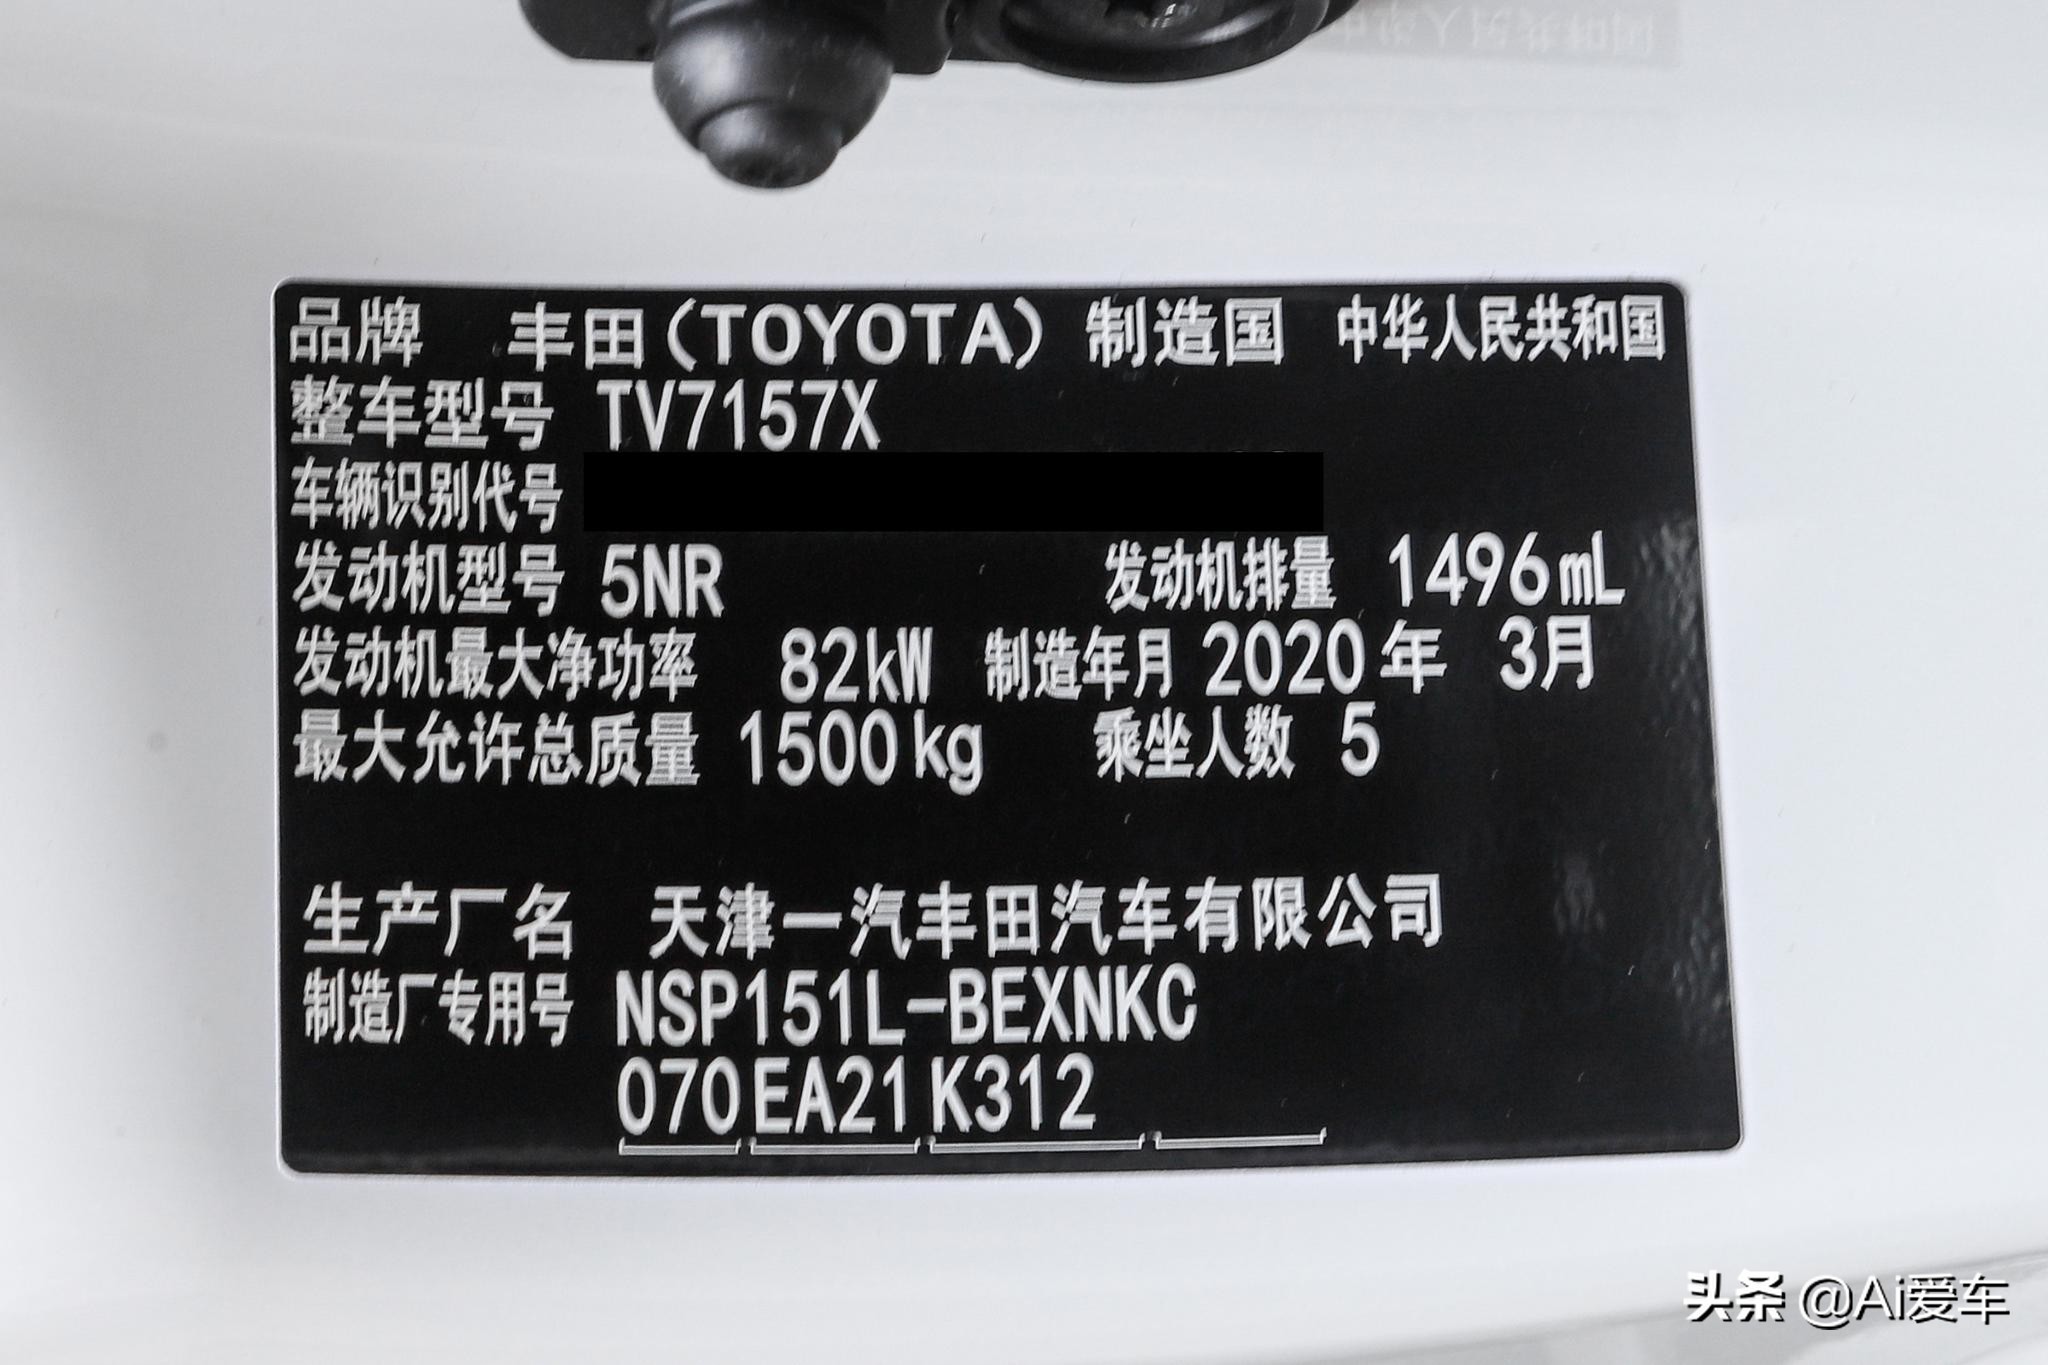 品牌 丰田(TOYOTA) 制造国 中华人民共和国
整车型号 TV7157X
车辆识别代号
发动机型号 5NR 发动机排量 1496mL
发动机最大净功率 82kW 制造年月 2020年 3月
最大允许总质量 1500kg 乘坐人数 5
生产厂名 天津一汽丰田汽车有限公司
制造厂专用号 NSP151L-BEXNKC
070 EA21 K312
头条 @Ai爱车